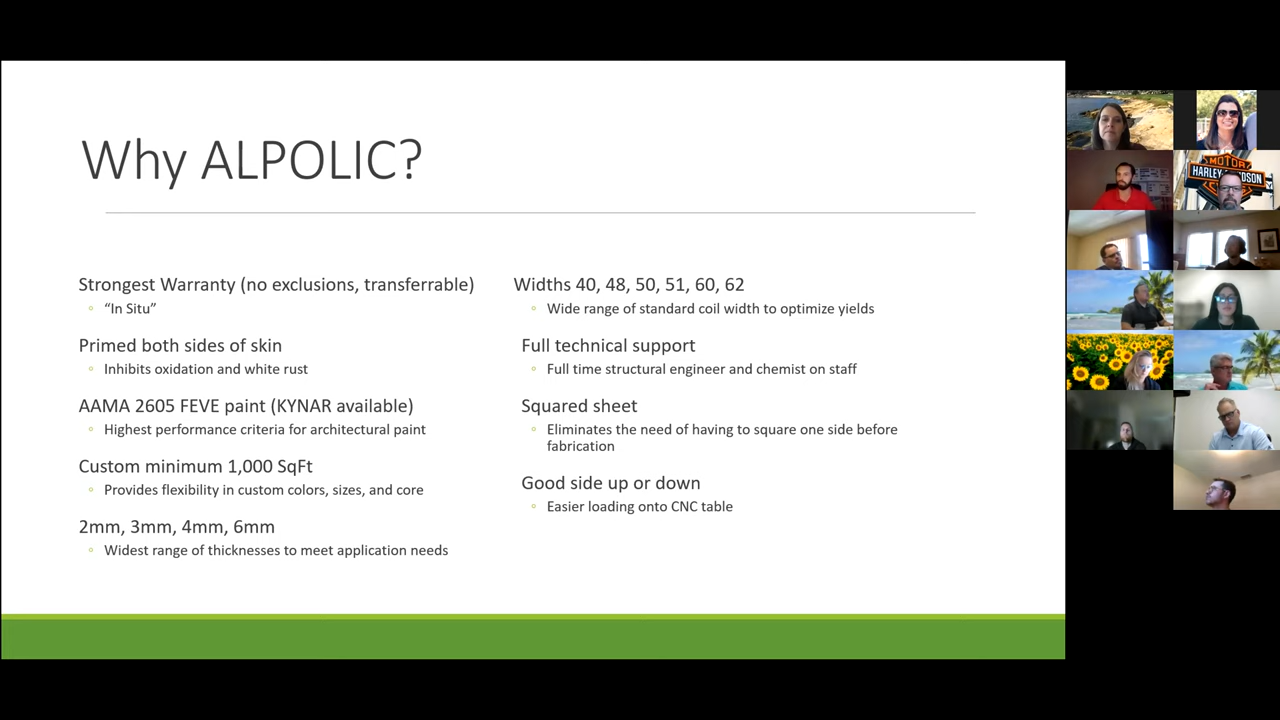 Why ALPOLIC?
Strongest Warranty (no exclusions, transferrable)
“In Situ”
Primed both sides of skin
Inhibits oxidation and white rust
AAMA 2605 FEVE paint (KYNAR available)
Highest performance criteria for architectural paint
Custom minimum 1,000 SqFt
Provides flexibility in custom colors, sizes, and core
2mm, 3mm, 4mm, 6mm
Widest range of thicknesses to meet application needs
Widths 40, 48, 50, 51, 60, 62
Wide range of standard coil width to optimize yields
Full technical support
Full time structural engineer and chemist on staff
Squared sheet
Eliminates the need of having to square one side before
fabrication
Good side up or down
Easier loading onto CNC table
MOTOR
HARLEY-DAVIDSON